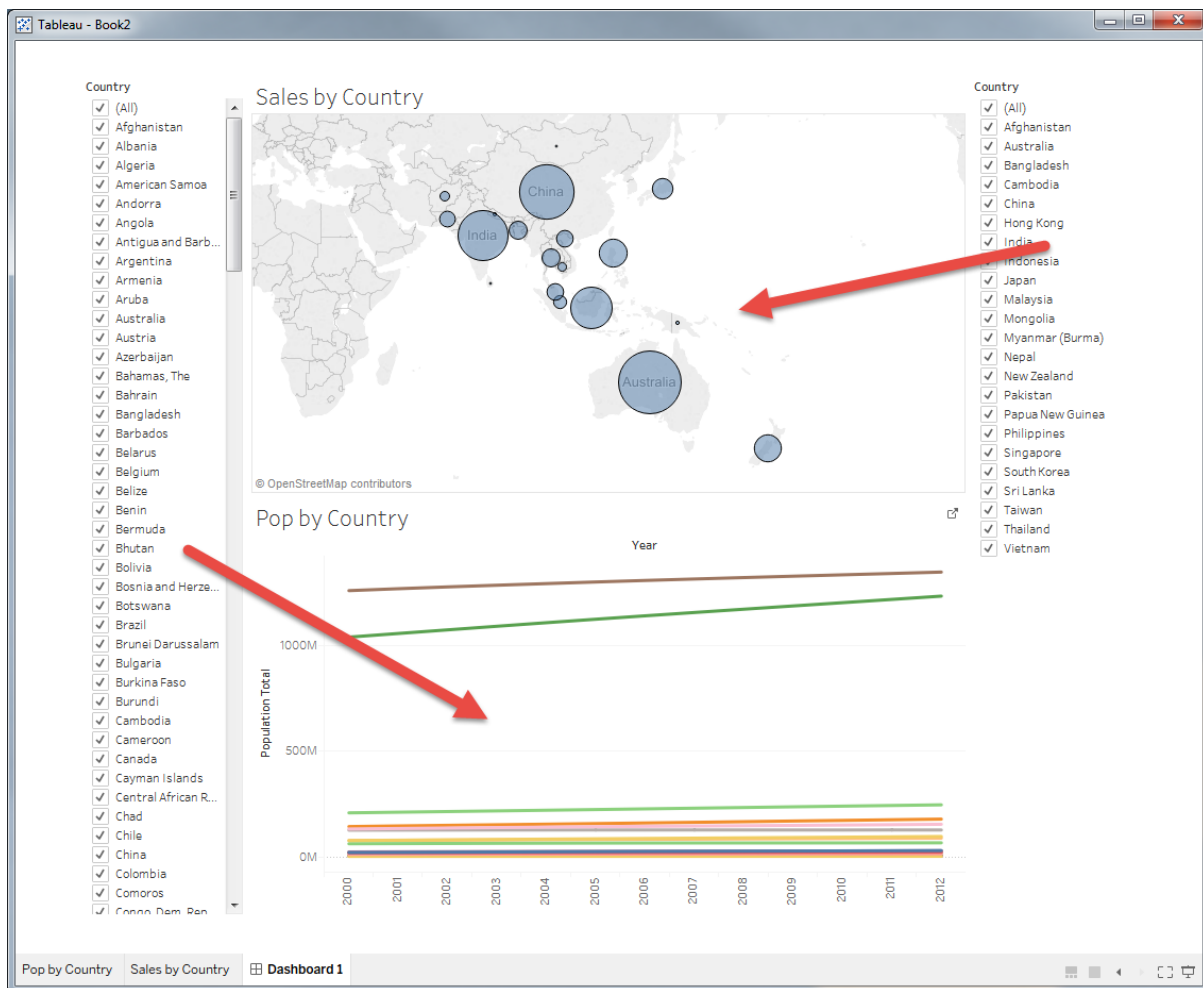 Tableau - Book2
Country
(All)
Afghanistan
Albania
Algeria
American Samoa
Andorra
Angola
Antigua and Barb...
Argentina
Armenia
Aruba
Australia
Austria
Azerbaijan
Bahamas, The
Bahrain
Bangladesh
Barbados
Belarus
Belgium
Belize
Benin
Bermuda
Bhutan
Bolivia
Bosnia and Herze...
Botswana
Brazil
Brunei Darussalam
Bulgaria
Burkina Faso
Burundi
Cambodia
Cameroon
Canada
Cayman Islands
Central African R...
Chad
Chile
China
Colombia
Comoros
Congo, Dem. Rep...
Sales by Country
China
India
Australia
© OpenStreetMap contributors
Pop by Country
Year
Population Total
1000M
500M
0M
2000 2001 2002 2003 2004 2005 2006 2007 2008 2009 2010 2011 2012
Country
(All)
Afghanistan
Australia
Bangladesh
Cambodia
China
Hong Kong
India
Indonesia
Japan
Malaysia
Mongolia
Myanmar (Burma)
Nepal
New Zealand
Pakistan
Papua New Guinea
Philippines
Singapore
South Korea
Sri Lanka
Taiwan
Thailand
Vietnam
Pop by Country Sales by Country Dashboard 1